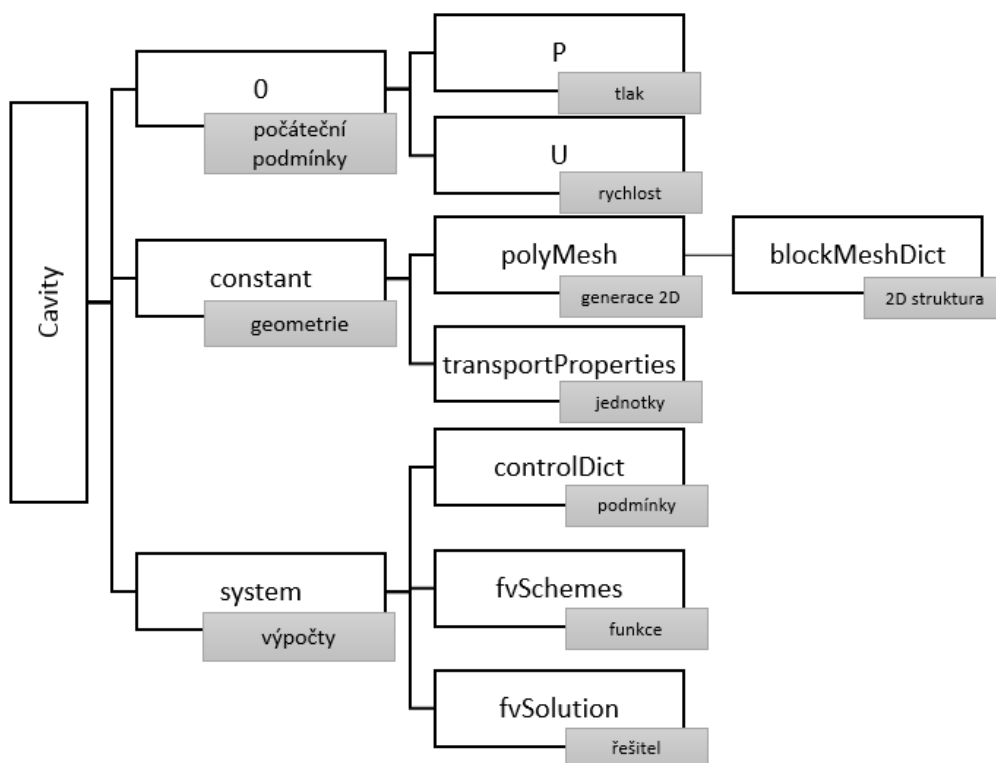 Cavity
0
počáteční
podmínky
P
tlak
U
rychlost
constant
geometrie
polyMesh
generace 2D
blockMeshDict
2D struktura
transportProperties
jednotky
system
výpočty
controlDict
podmínky
fvSchemes
funkce
fvSolution
řešitel